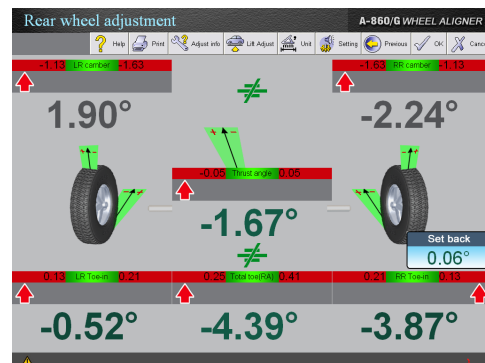 Rear wheel adjustment
A-860/G WHEEL ALIGNER
Help Print Adjust info Lift Adjust Unit Setting Previous OK Cance
-1.13 LR camber -1.63
-1.63 RR camber -1.13
1.90°
-2.24°
-0.05 Thrust angle 0.05
-1.67°
Set back
0.06°
0.13 LR Toe-in 0.21
0.25 Total toe(RA) 0.41
0.21 RR Toe-in 0.13
-0.52°
-4.39°
-3.87°